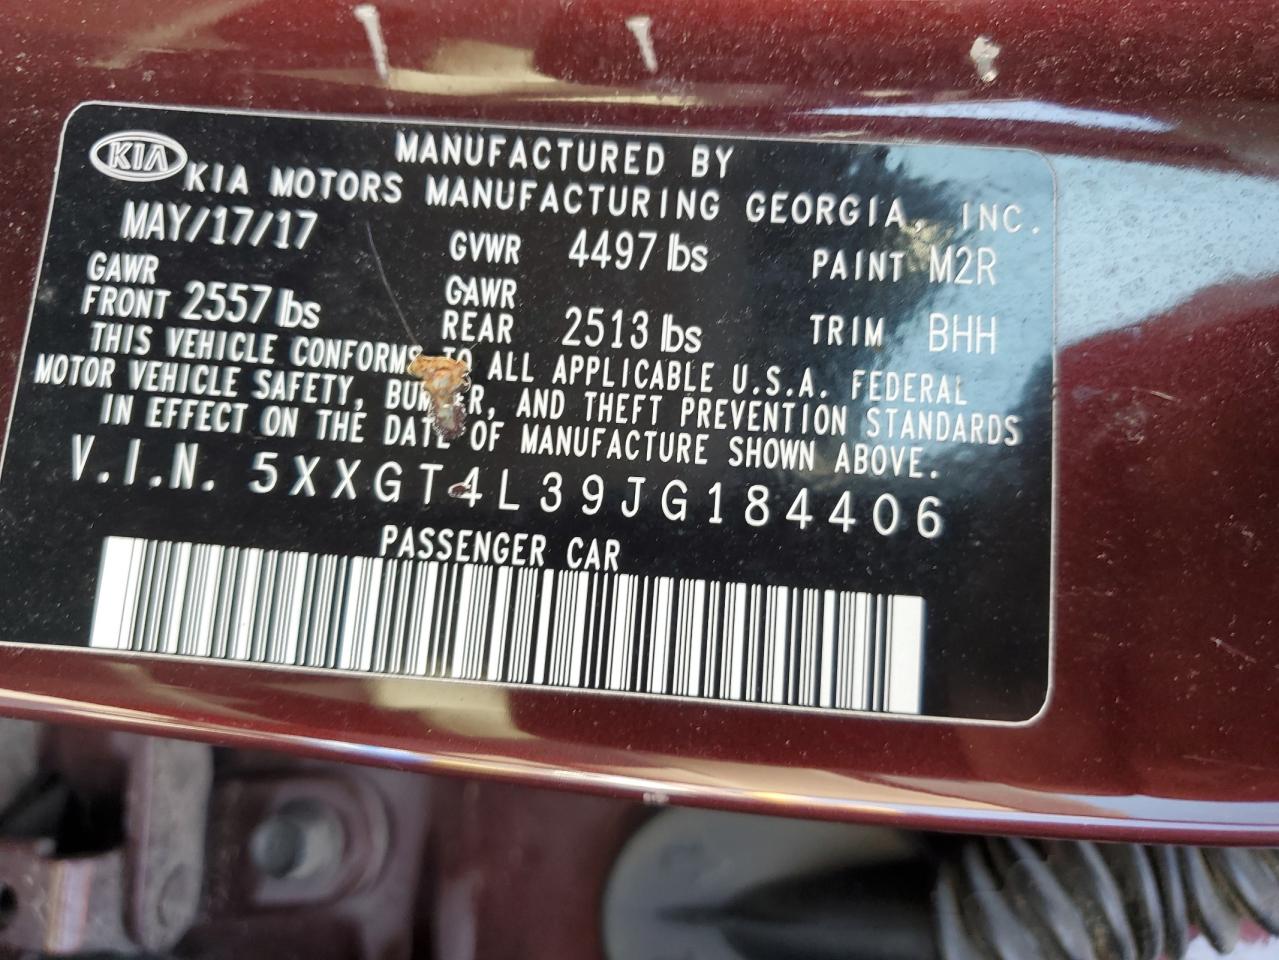 KIA
MANUFACTURED BY
KIA MOTORS MANUFACTURING GEORGIA, INC.
MAY/17/17 GVWR 4497 lbs PAINT M2R
GAWR FRONT 2557 lbs GAWR REAR 2513 lbs TRIM BHH
THIS VEHICLE CONFORMS TO ALL APPLICABLE U.S.A. FEDERAL
MOTOR VEHICLE SAFETY, BUMPER, AND THEFT PREVENTION STANDARDS
IN EFFECT ON THE DATE OF MANUFACTURE SHOWN ABOVE.
V.I.N. 5XXGT4L39JG184406
PASSENGER CAR